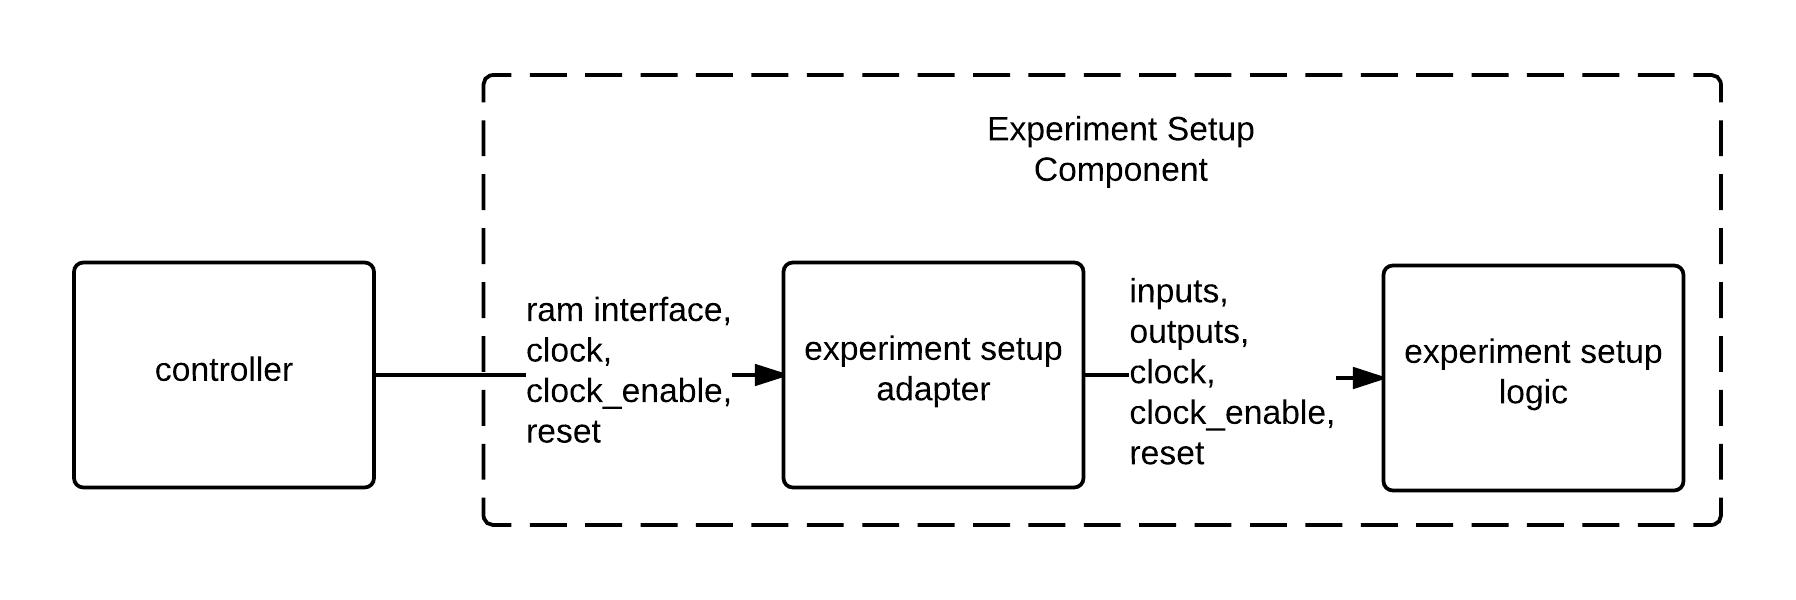 Experiment Setup
Component
controller
ram interface,
clock,
clock_enable,
reset
experiment setup
adapter
inputs,
outputs,
clock,
clock_enable,
reset
experiment setup
logic